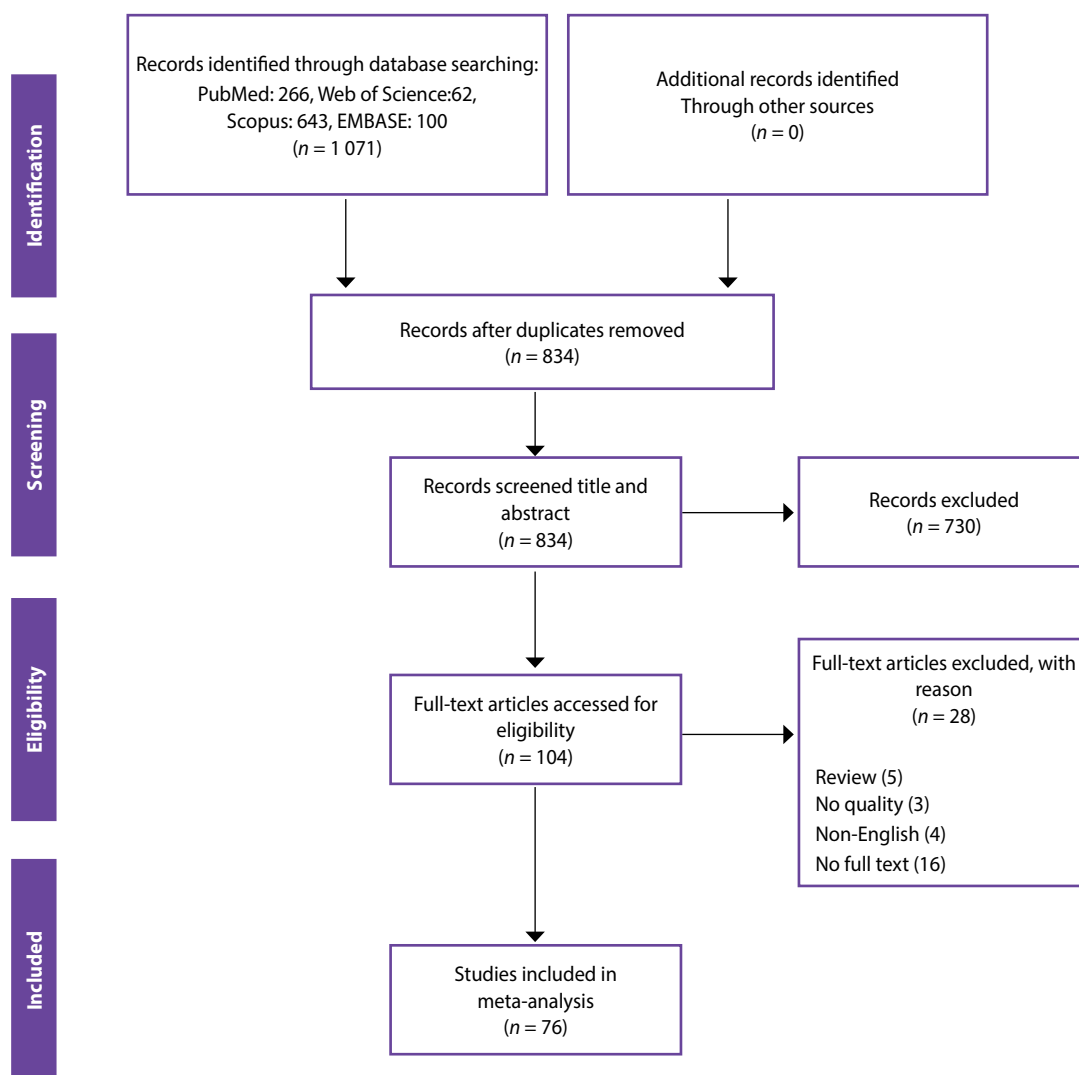 Identification
Records identified through database searching:
PubMed: 266, Web of Science:62,
Scopus: 643, EMBASE: 100
(n = 1 071)
Additional records identified
Through other sources
(n = 0)
Records after duplicates removed
(n = 834)
Screening
Records screened title and
abstract
(n = 834)
Records excluded
(n = 730)
Eligibility
Full-text articles accessed for
eligibility
(n = 104)
Full-text articles excluded, with
reason
(n = 28)
Review (5)
No quality (3)
Non-English (4)
No full text (16)
Included
Studies included in
meta-analysis
(n = 76)